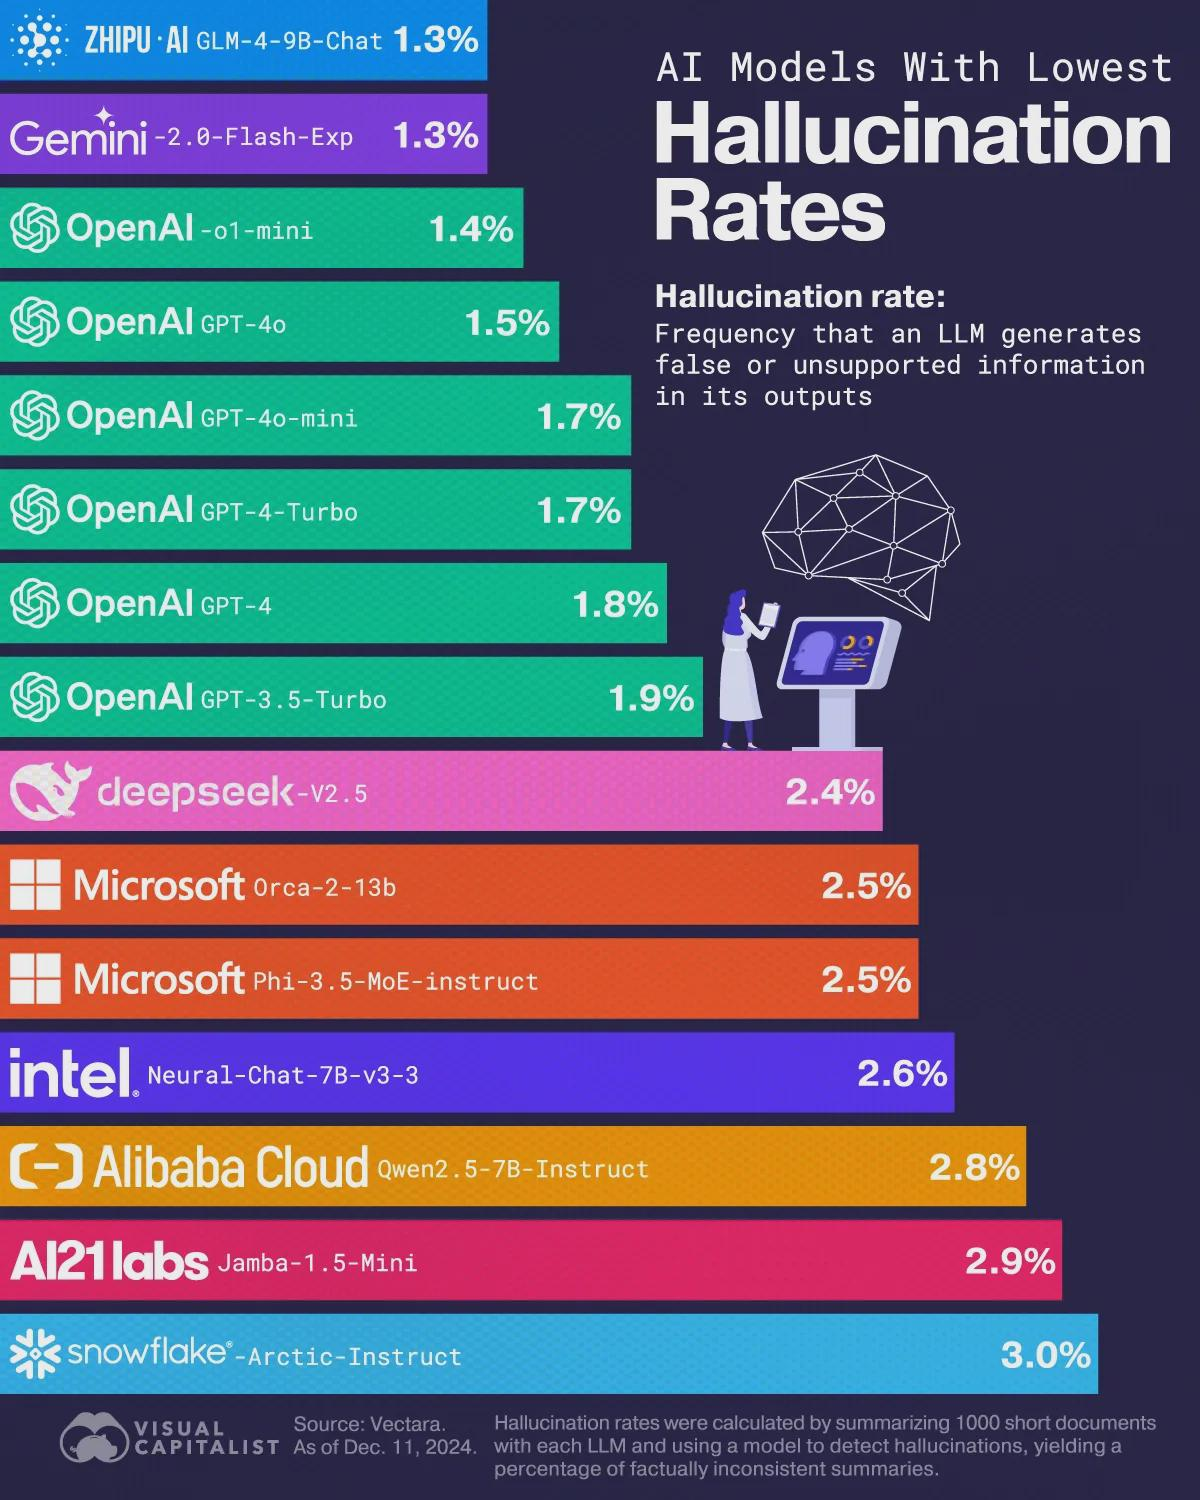 ZHIPU·AI GLM-4-9B-Chat 1.3%
AI Models With Lowest
Hallucination
Rates
Gemini -2.0-Flash-Exp 1.3%
OpenAI -o1-mini 1.4%
Hallucination rate:
Frequency that an LLM generates
false or unsupported information
in its outputs
OpenAI GPT-4o 1.5%
OpenAI GPT-4o-mini 1.7%
OpenAI GPT-4-Turbo 1.7%
OpenAI GPT-4 1.8%
OpenAI GPT-3.5-Turbo 1.9%
deepseek-V2.5 2.4%
Microsoft Orca-2-13b 2.5%
Microsoft Phi-3.5-MoE-instruct 2.5%
intel® Neural-Chat-7B-v3-3 2.6%
Alibaba Cloud Qwen2.5-7B-Instruct 2.8%
AI21labs Jamba-1.5-Mini 2.9%
snowflake®-Arctic-Instruct 3.0%
VISUAL
CAPITALIST
Source: Vectara.
As of Dec. 11, 2024.
Hallucination rates were calculated by summarizing 1000 short documents
with each LLM and using a model to detect hallucinations, yielding a
percentage of factually inconsistent summaries.